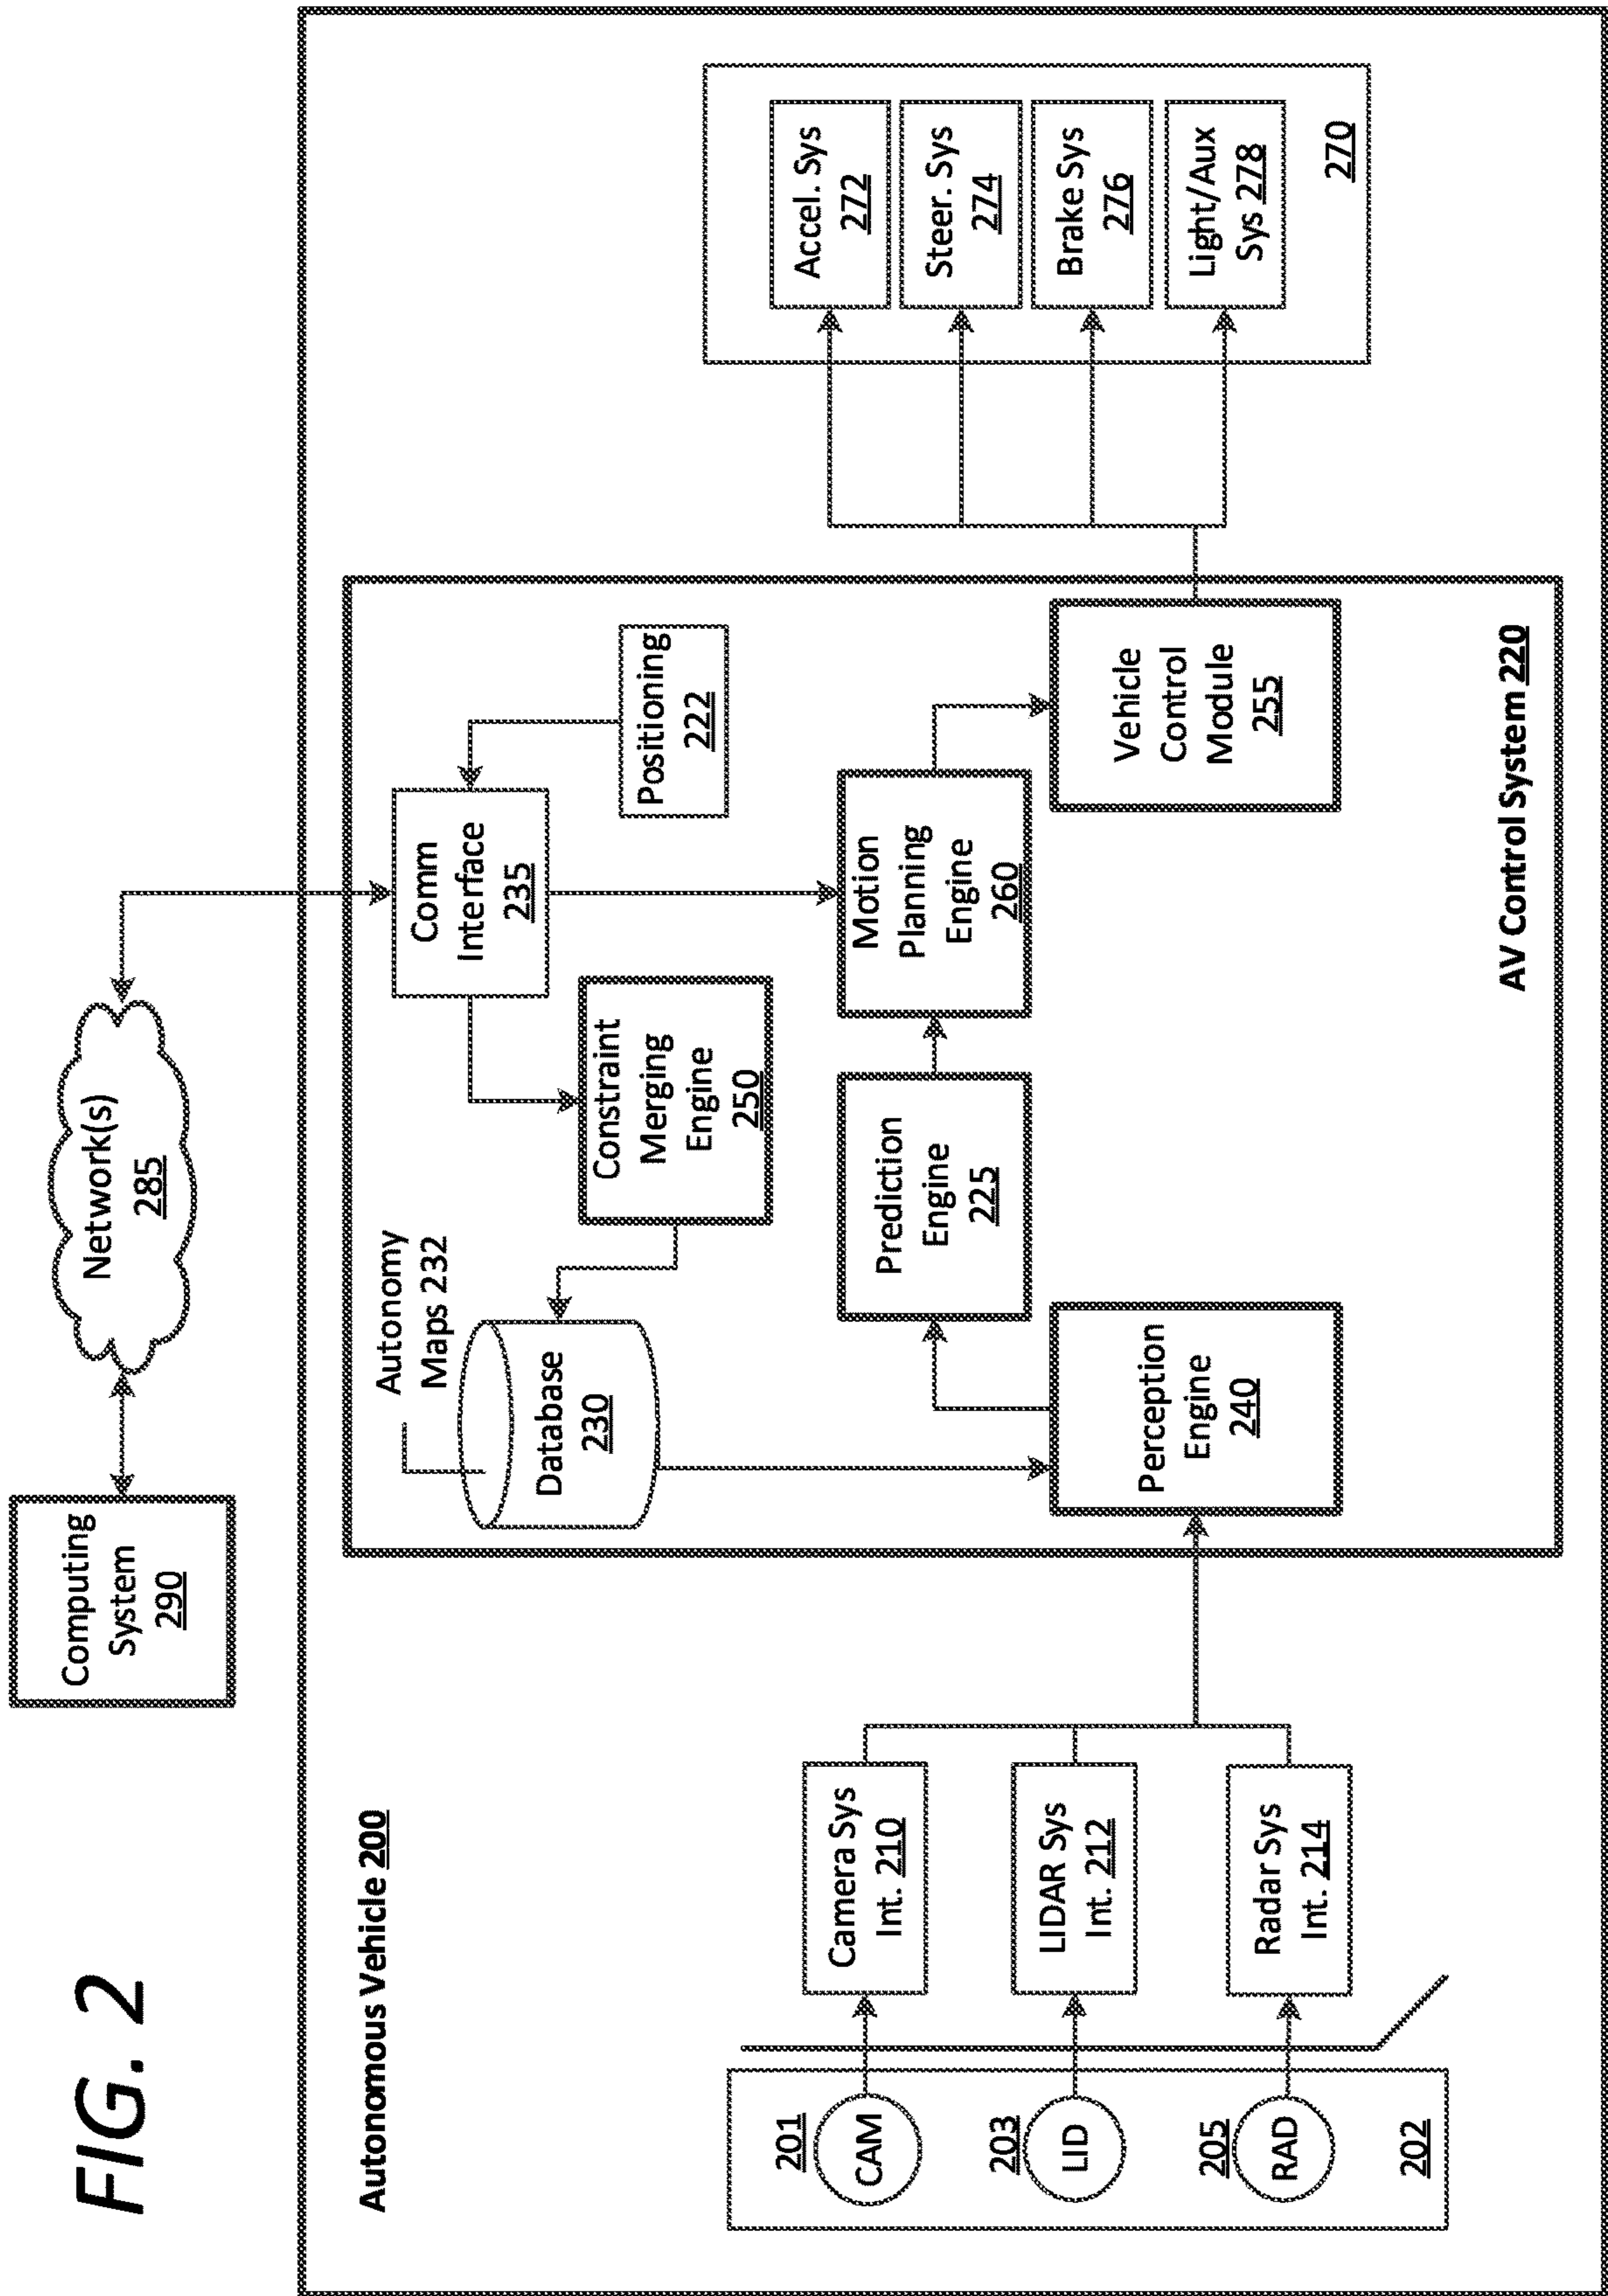 FIG. 2
Computing
System
290
Network(s)
285
Autonomous Vehicle 200
Autonomy
Maps 232
Database
230
Comm
Interface
235
Constraint
Merging
Engine
250
Positioning
222
Prediction
Engine
225
Motion
Planning
Engine
260
Perception
Engine
240
Vehicle
Control
Module
255
AV Control System 220
201
CAM
203
LID
205
RAD
202
Camera Sys
Int. 210
LIDAR Sys
Int. 212
Radar Sys
Int. 214
Accel. Sys
272
Steer. Sys
274
Brake Sys
276
Light/Aux
Sys 278
270